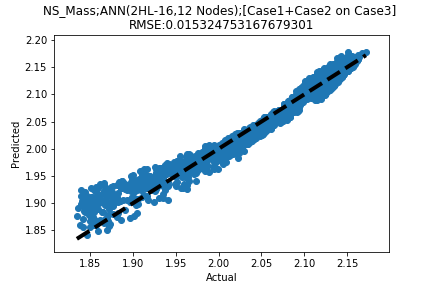 NS_Mass;ANN(2HL-16,12 Nodes);[Case1+Case2 on Case3]
RMSE:0.015324753167679301
2.20
2.15
2.10
2.05
2.00
1.95
1.90
1.85
Predicted
1.85 1.90 1.95 2.00 2.05 2.10 2.15
Actual